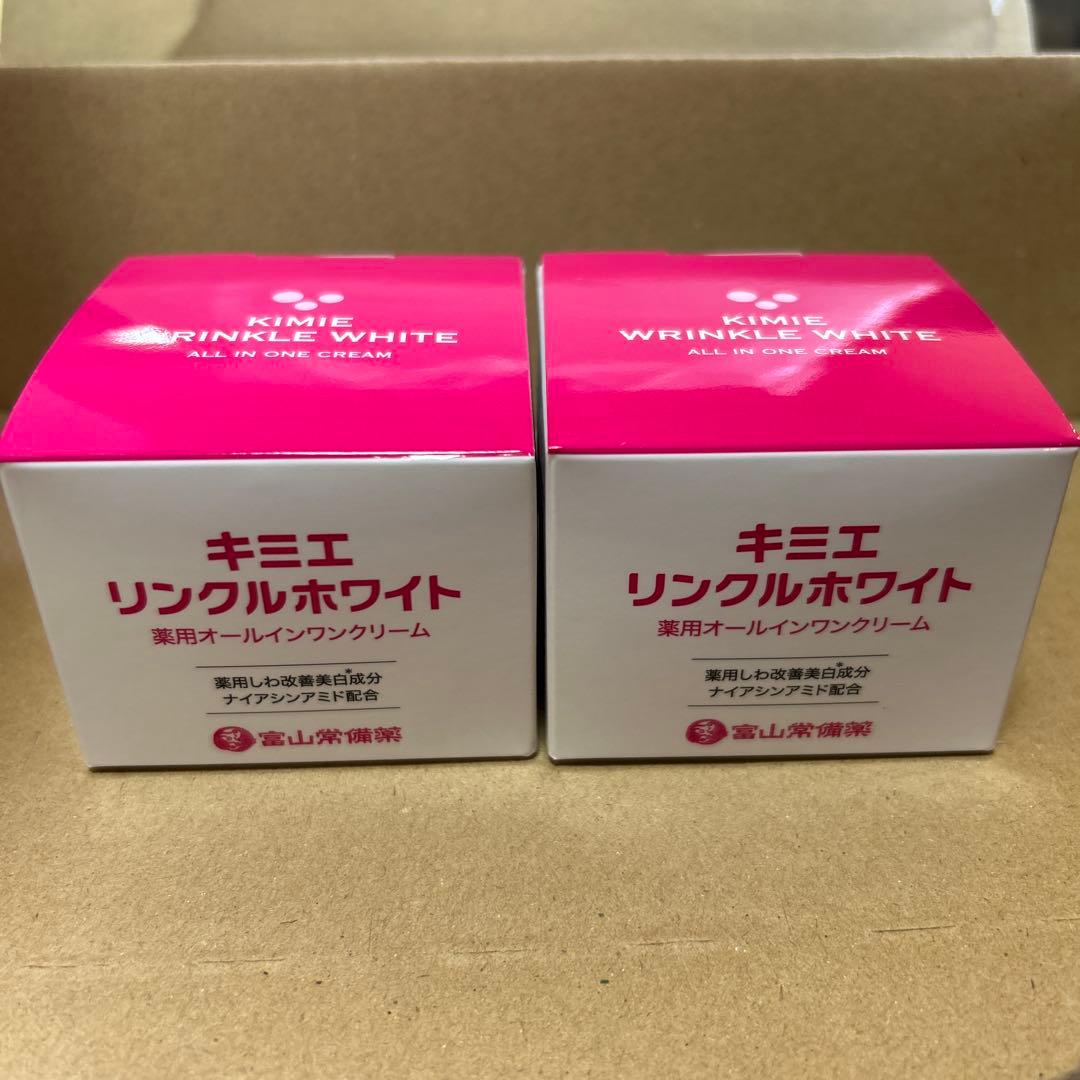 KIMIE
WRINKLE WHITE
ALL IN ONE CREAM
キミエ
リンクルホワイト
薬用オールインワンクリーム
薬用しわ改善美白*成分
ナイアシンアミド配合
富山常備薬
KIMIE
WRINKLE WHITE
ALL IN ONE CREAM
キミエ
リンクルホワイト
薬用オールインワンクリーム
薬用しわ改善美白*成分
ナイアシンアミド配合
富山常備薬